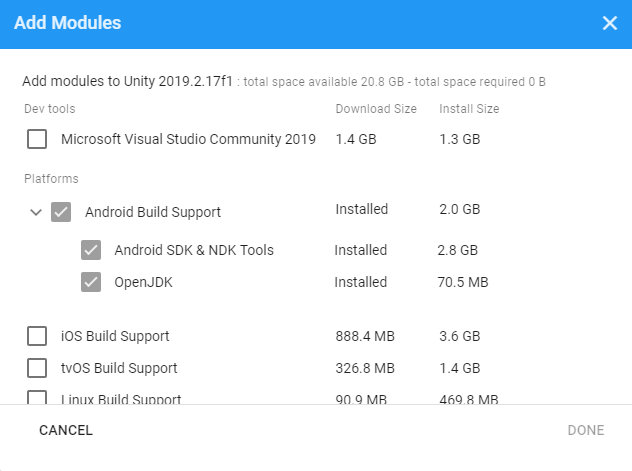 Add Modules
Add modules to Unity 2019.2.17f1 : total space available 20.8 GB - total space required 0 B
Dev tools Download Size Install Size
Microsoft Visual Studio Community 2019 1.4 GB 1.3 GB
Platforms
Android Build Support Installed 2.0 GB
Android SDK & NDK Tools Installed 2.8 GB
OpenJDK Installed 70.5 MB
iOS Build Support 888.4 MB 3.6 GB
tvOS Build Support 326.8 MB 1.4 GB
Linux Build Support 90.9 MB 469.8 MB
CANCEL DONE